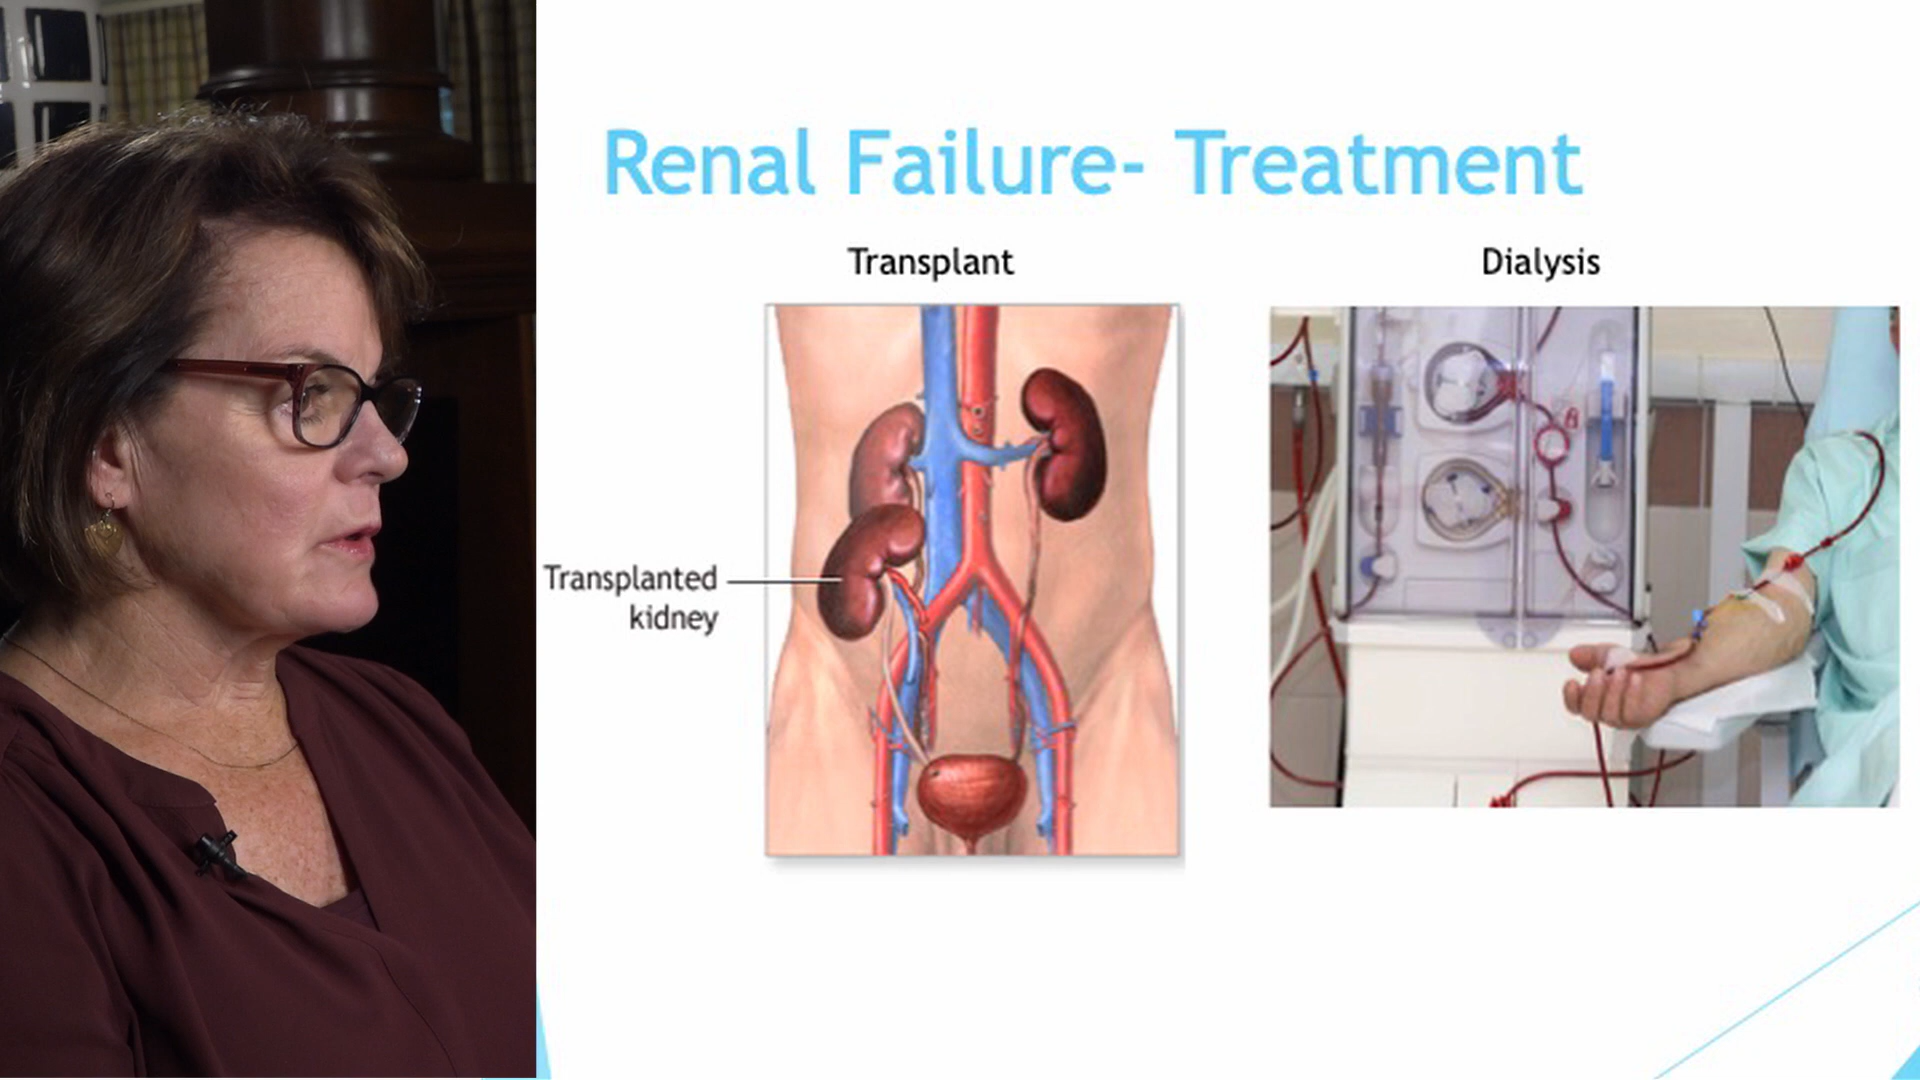 Renal Failure- Treatment
Transplant
Dialysis
Transplanted
kidney